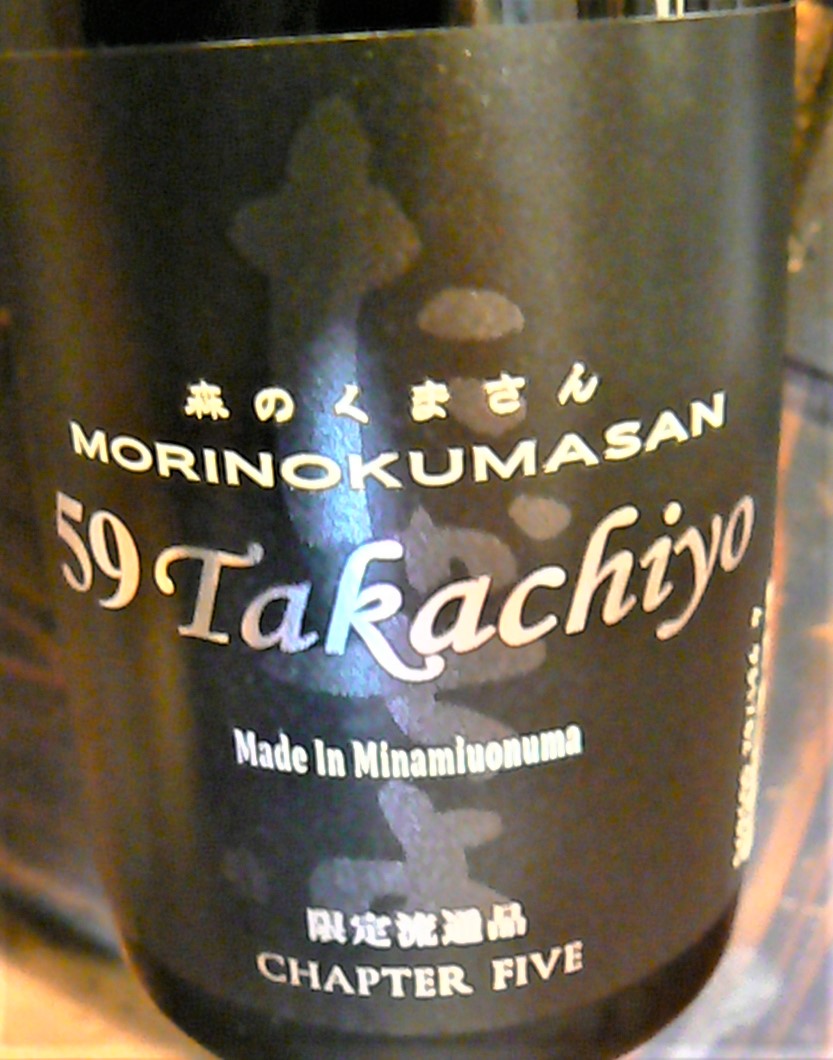 森のくまさん
MORINOKUMASAN
59 Takachiyo
Made In Minamiuonuma
限定流通品
CHAPTER FIVE